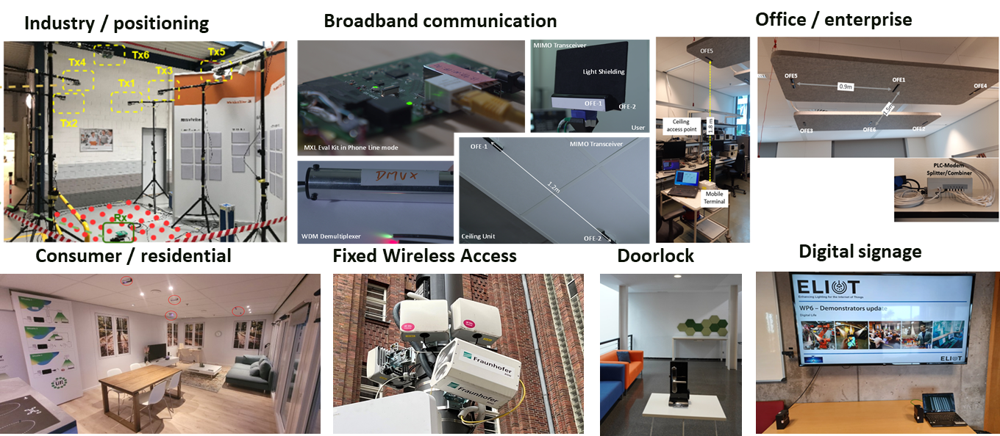 Industry / positioning
Broadband communication
Office / enterprise
Tx6
Tx5
Tx4
Tx3
Tx1
Tx2
Rx
MXL Eval Kit in Phone Line mode
MIMO Transceiver
Light Shielding
OFE-1
OFE-2
User
DMUX
WDM Demultiplexer
OFE-1
MIMO Transceiver
1.2m
Ceiling Unit
OFE-2
OFE5
Ceiling
access point
1.8 m
Mobile
Terminal
OFE5
OFE1
0.9m
OFE4
1.5m
OFE3
OFE6
OFE2
PLC-Modem
Splitter/Combiner
Consumer / residential
Fixed Wireless Access
Doorlock
Digital signage
Fraunhofer
Fraunhofer
ELIOT
Enhancing Lighting for the Internet of Things
WP6 – Demonstrators update
Digital Life
ELIOT